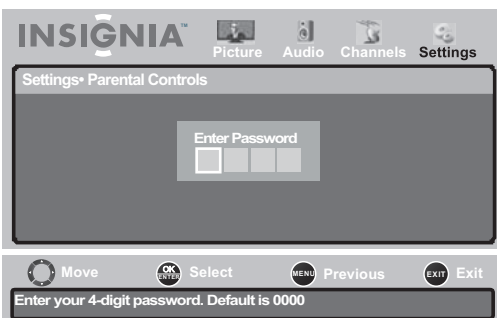 INSIGNIA™
Picture Audio Channels Settings
Settings• Parental Controls
Enter Password
Move OK ENTER Select MENU Previous EXIT Exit
Enter your 4-digit password. Default is 0000